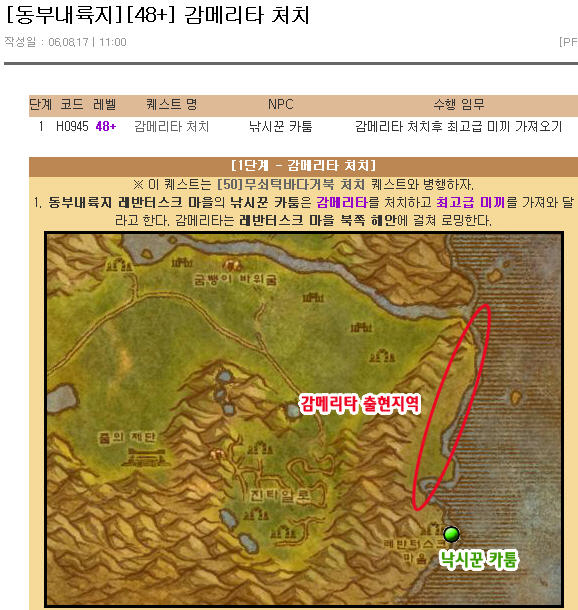 [동부내륙지][48+] 감메리타 처치
작성일 : 06,08,17 | 11:00 [PF
단계 코드 레벨 퀘스트 명 NPC 수행 임무
1 H0945 48+ 감메리타 처치 낚시꾼 카툼 감메리타 처치후 최고급 미끼 가져오기
[1단계 - 감메리타 처치]
※ 이 퀘스트는 [50]무쇠턱바다거북 처치 퀘스트와 병행하자.
1. 동부내륙지 레반터스크 마을의 낚시꾼 카툼은 감메리타를 처치하고 최고급 미끼를 가져와 달
라고 한다. 감메리타는 레반터스크 마을 북쪽 해안에 걸쳐 로밍한다.
굼뱅이 바위굴
감메리타 출현지역
줄의 제단
진타알로
레반터스크
마을
낚시꾼 카툼